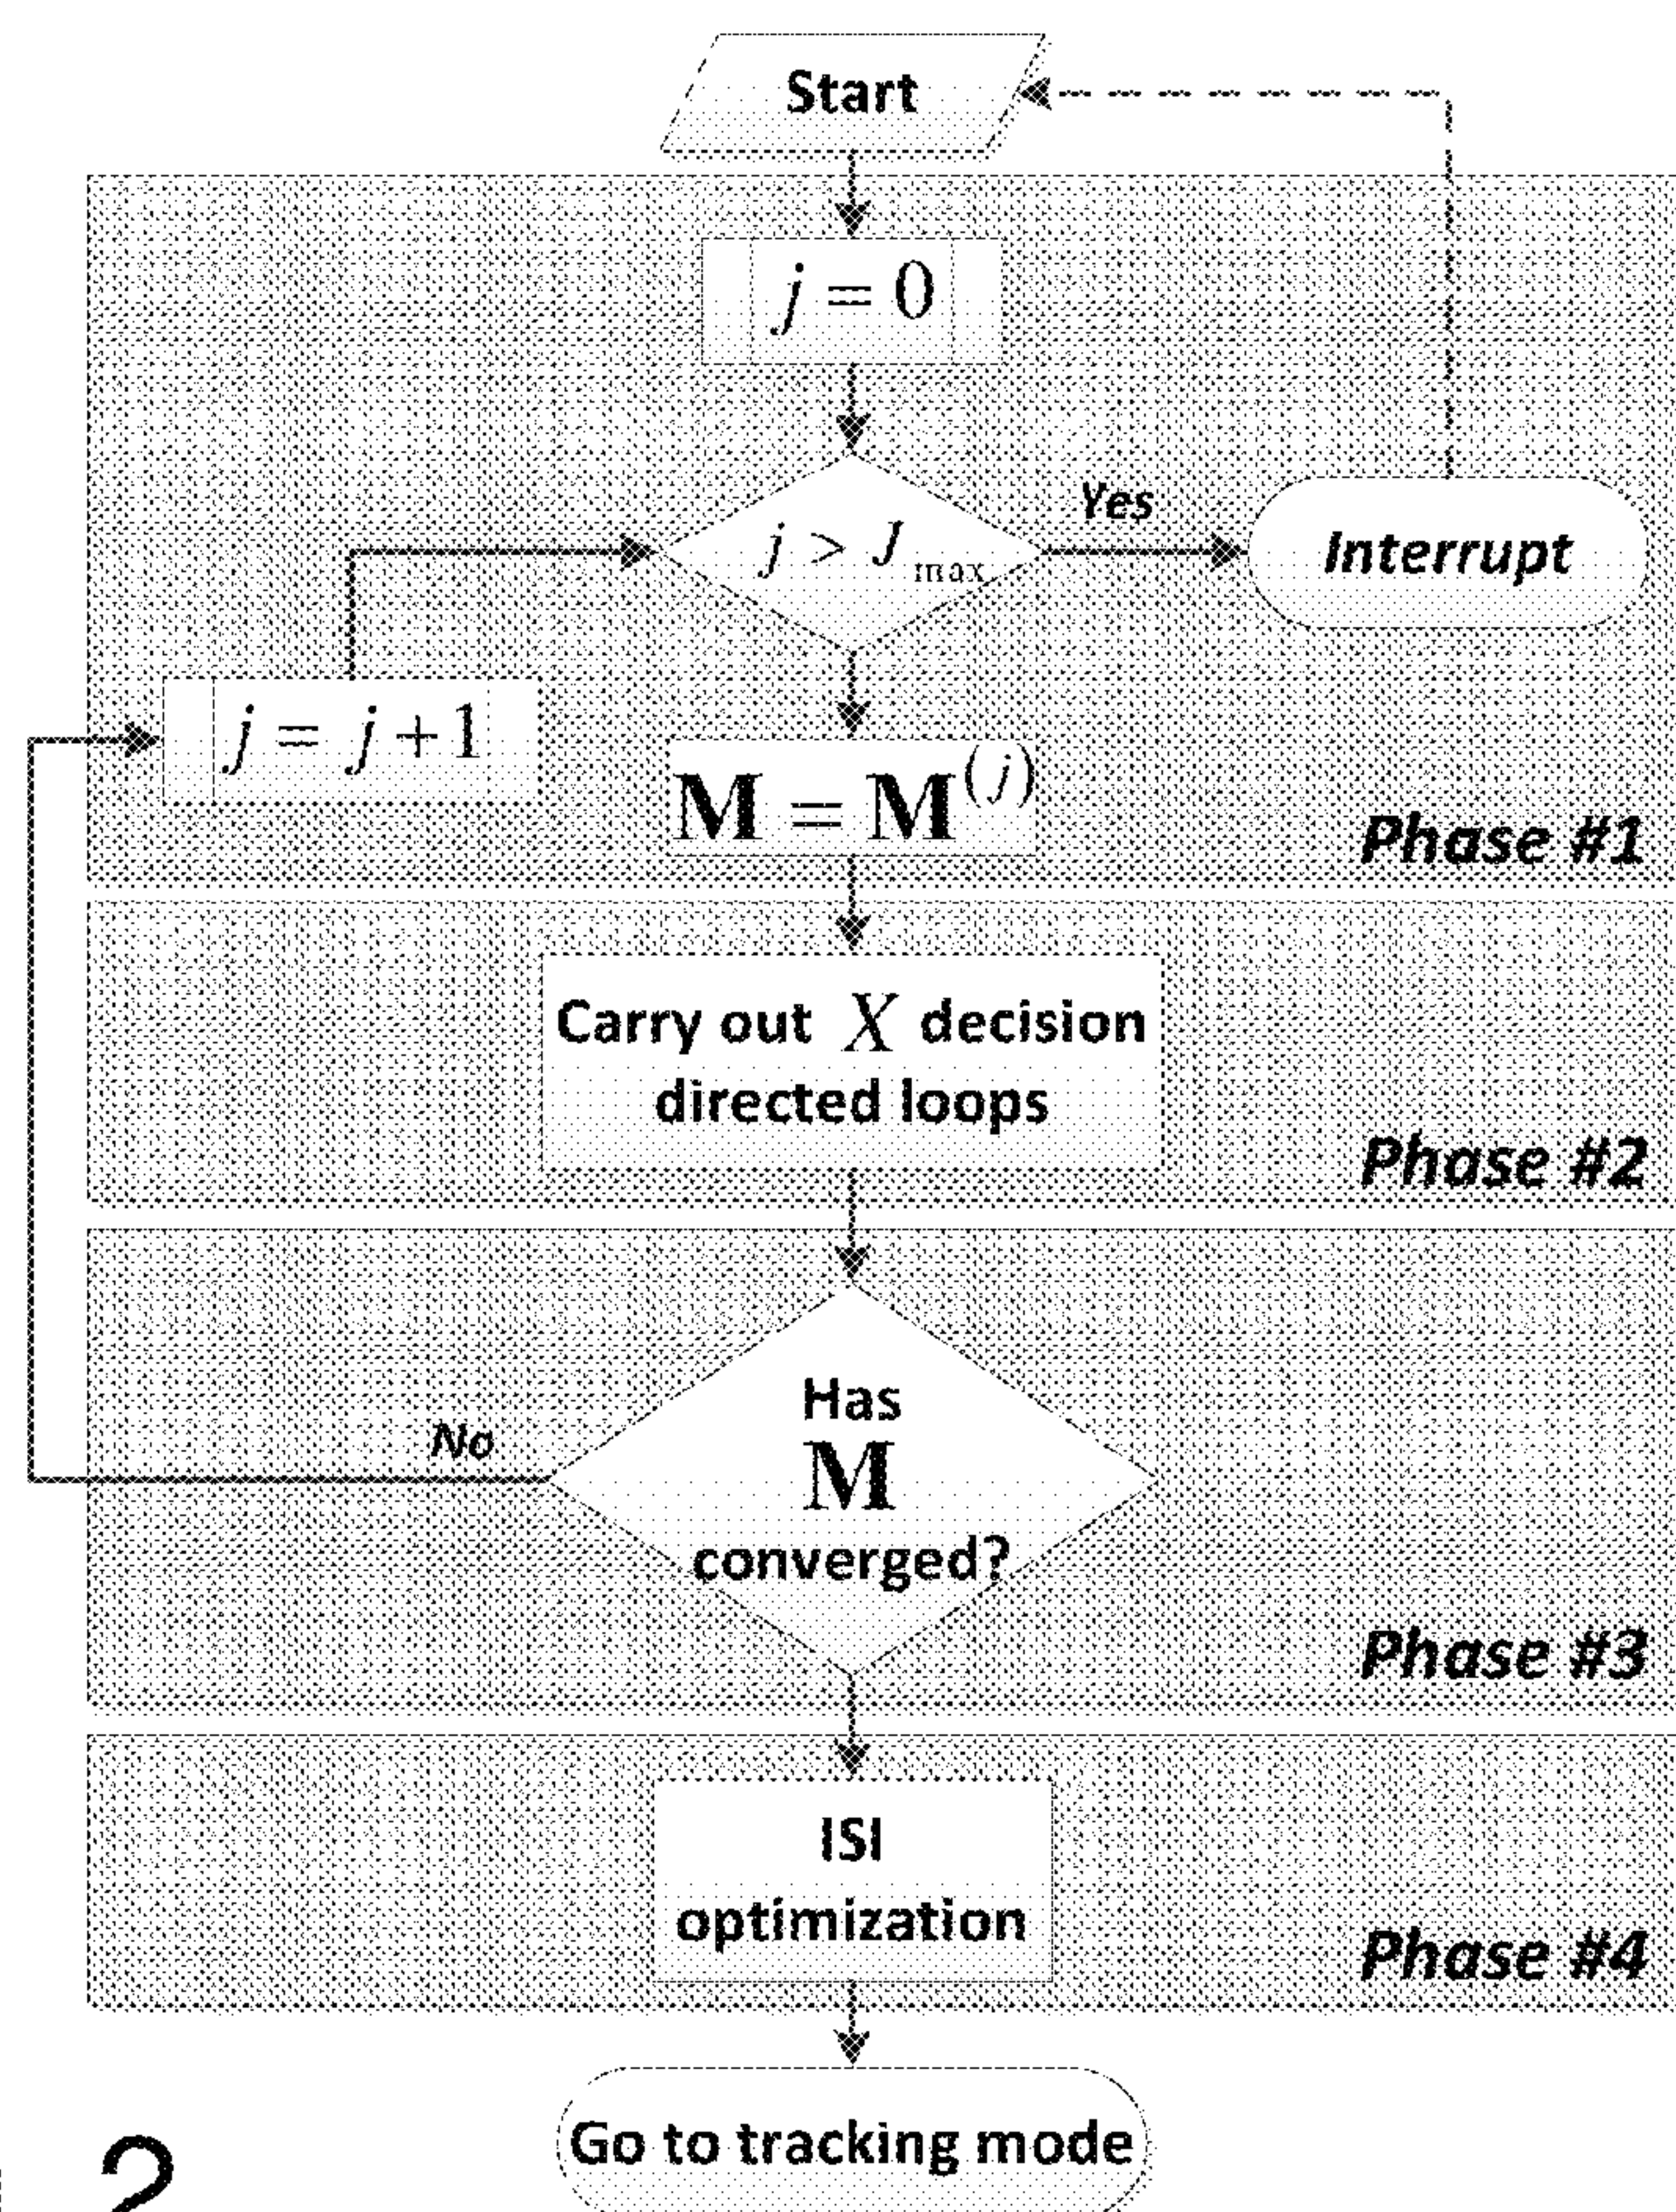 Start
j = 0
j > J max
Yes
Interrupt
j = j + 1
M = M(j)
Phase #1
Carry out X decision
directed loops
Phase #2
Has
M
converged?
No
Phase #3
ISI
optimization
Phase #4
Go to tracking mode
2